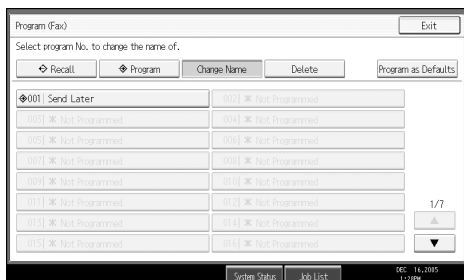 Program (Fax)
Exit
Select program No. to change the name of.
Recall
Program
Change Name
Delete
Program as Defaults
001 Send Later
002 * Not Programmed
003 * Not Programmed
004 * Not Programmed
005 * Not Programmed
006 * Not Programmed
007 * Not Programmed
008 * Not Programmed
009 * Not Programmed
010 * Not Programmed
011 * Not Programmed
012 * Not Programmed
013 * Not Programmed
014 * Not Programmed
015 * Not Programmed
016 * Not Programmed
1/7
System Status
Job List
DEC 16,2005
1:28PM